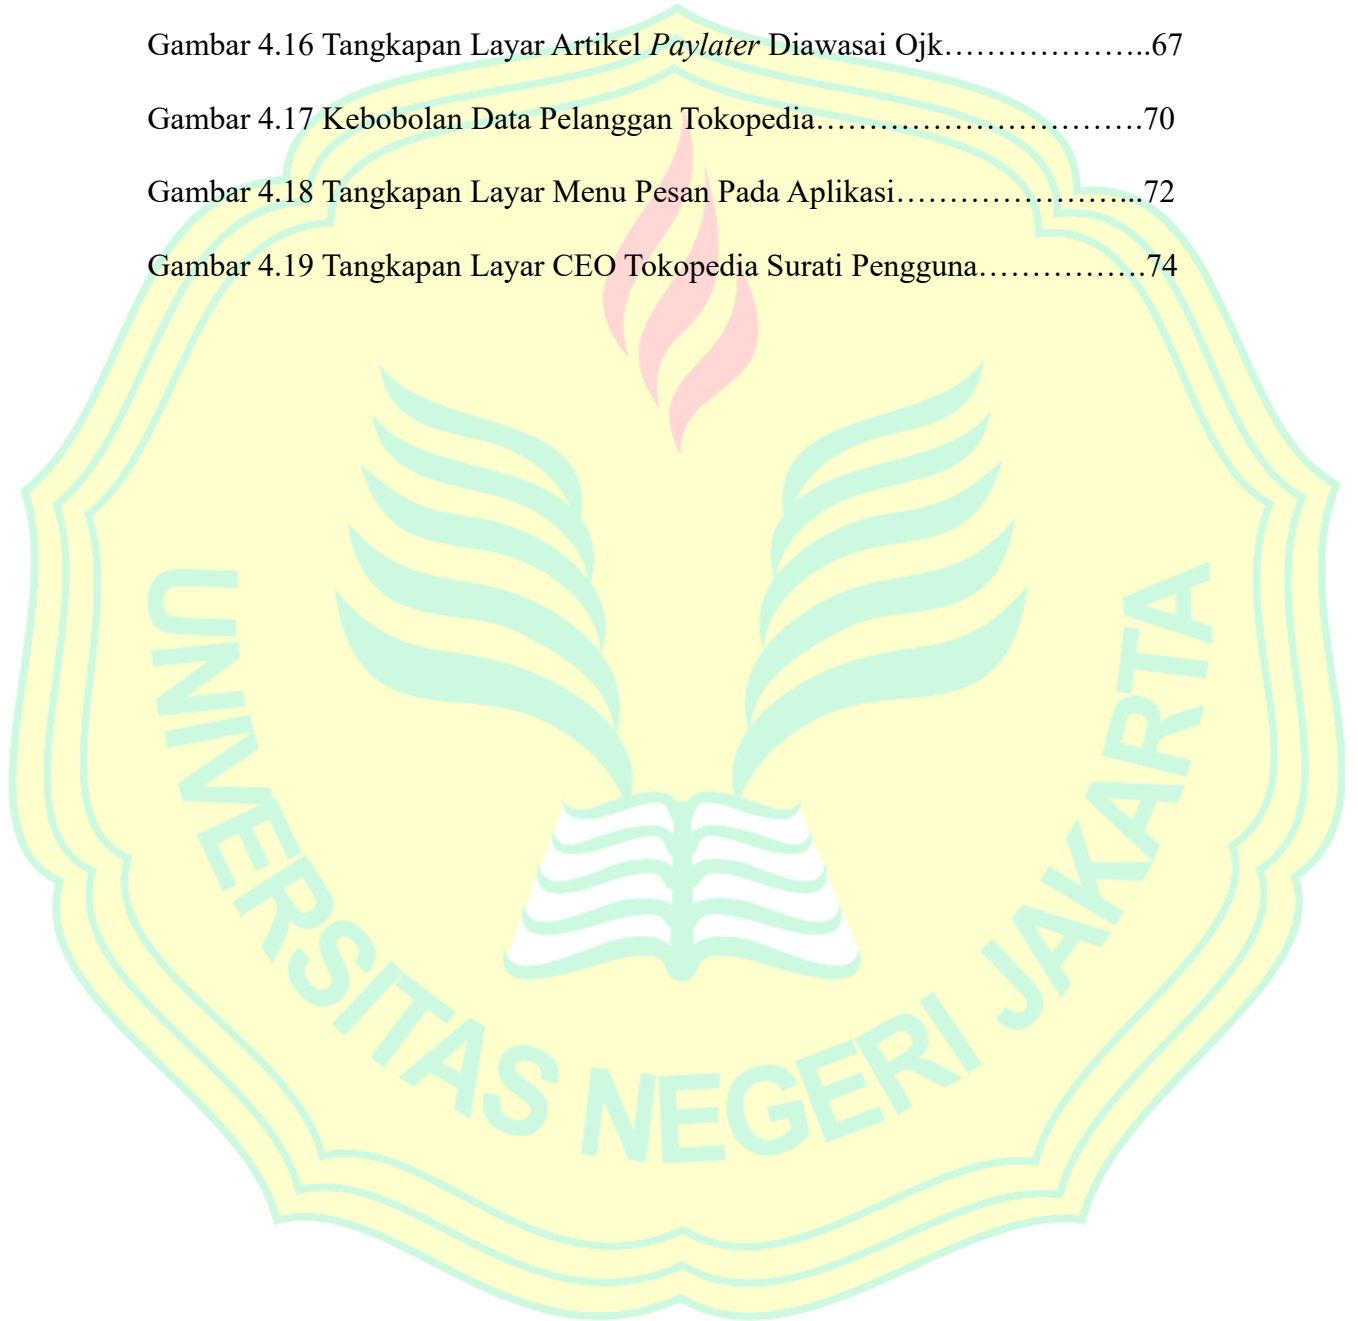 Gambar 4.16 Tangkapan Layar Artikel Paylater Diawasai Ojk………………..67
Gambar 4.17 Kebobolan Data Pelanggan Tokopedia………………………….70
Gambar 4.18 Tangkapan Layar Menu Pesan Pada Aplikasi…………………...72
Gambar 4.19 Tangkapan Layar CEO Tokopedia Surati Pengguna…………….74
UNIVERSITAS NEGERI JAKARTA